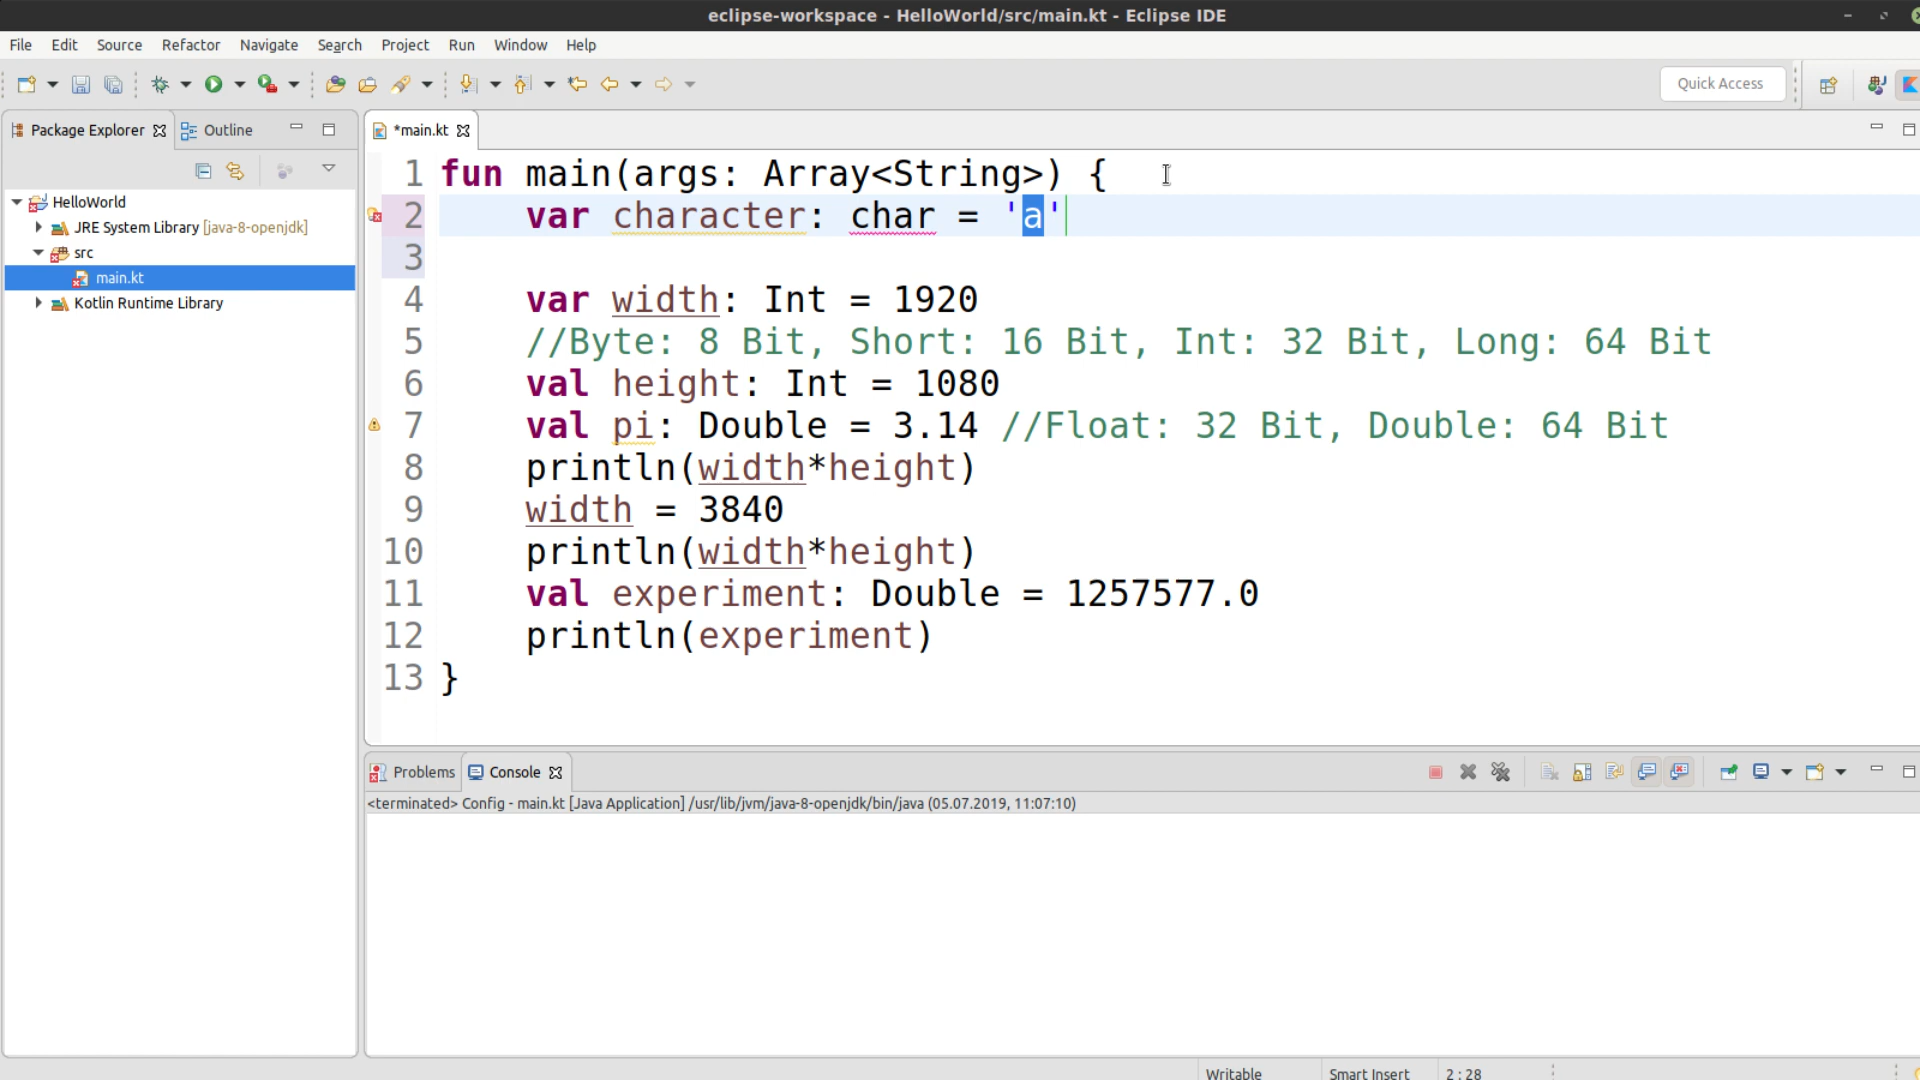 eclipse-workspace - HelloWorld/src/main.kt - Eclipse IDE
File Edit Source Refactor Navigate Search Project Run Window Help
Quick Access
Package Explorer Outline
*main.kt
HelloWorld
JRE System Library [java-8-openjdk]
src
main.kt
Kotlin Runtime Library
1 fun main(args: Array<String>) {
2     var character: char = 'a'
3
4     var width: Int = 1920
5     //Byte: 8 Bit, Short: 16 Bit, Int: 32 Bit, Long: 64 Bit
6     val height: Int = 1080
7     val pi: Double = 3.14 //Float: 32 Bit, Double: 64 Bit
8     println(width*height)
9     width = 3840
10     println(width*height)
11     val experiment: Double = 1257577.0
12     println(experiment)
13 }
Problems Console
<terminated> Config - main.kt [Java Application] /usr/lib/jvm/java-8-openjdk/bin/java (05.07.2019, 11:07:10)
Writable Smart Insert 2 : 28